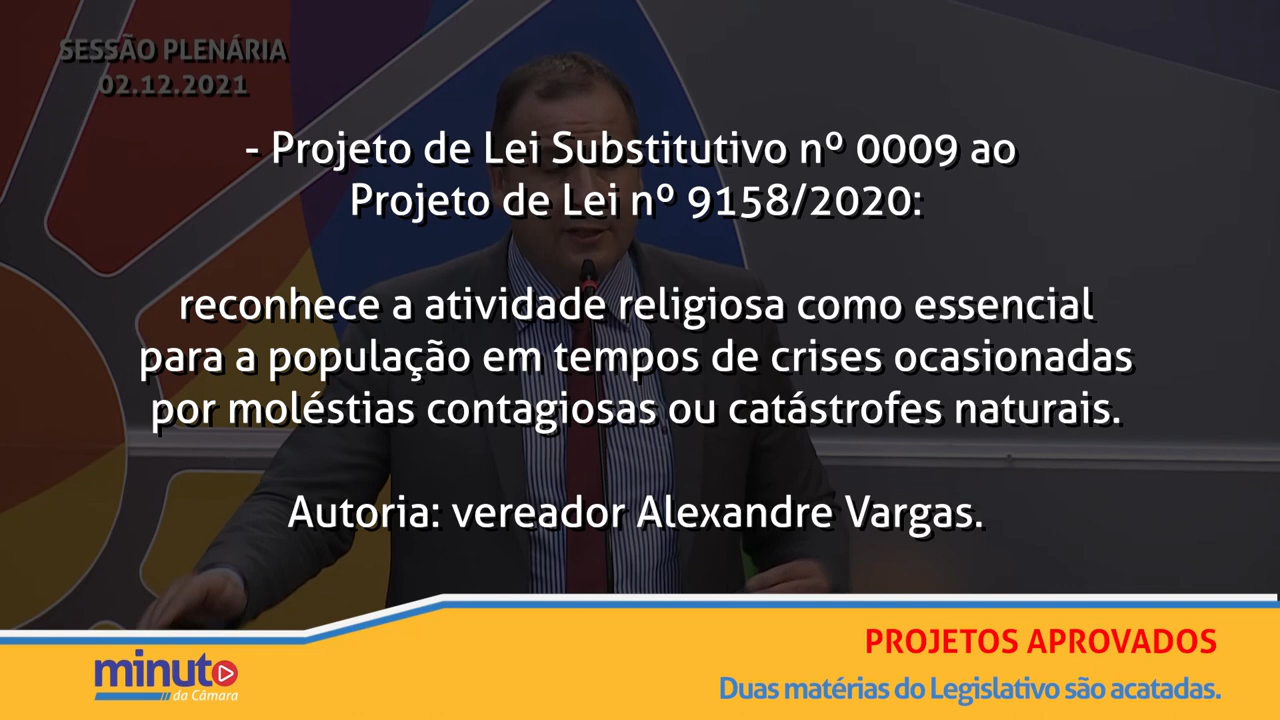 SESSÃO PLENÁRIA
02.12.2021
- Projeto de Lei Substitutivo nº 0009 ao
Projeto de Lei nº 9158/2020:
reconhece a atividade religiosa como essencial
para a população em tempos de crises ocasionadas
por moléstias contagiosas ou catástrofes naturais.
Autoria: vereador Alexandre Vargas.
PROJETOS APROVADOS
Duas matérias do Legislativo são acatadas.
minuto
da Câmara